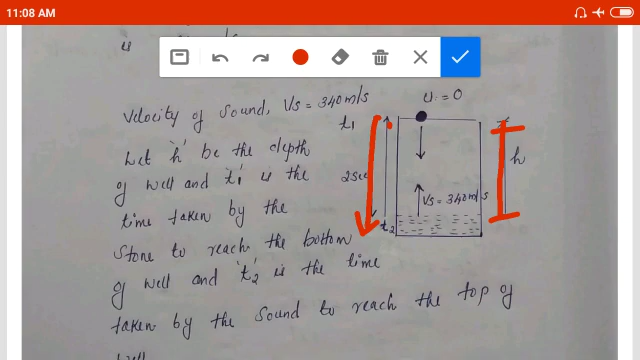 11:08 AM
Velocity of Sound, Vs = 340m/s
u = 0
t₁
Let 'h' be the depth
h
of well and 't₁' is the
2sec
time taken by the
Vs = 340m/s
Stone to reach the bottom
t₂
of well and 't₂' is the time
taken by the Sound to reach the top of
well